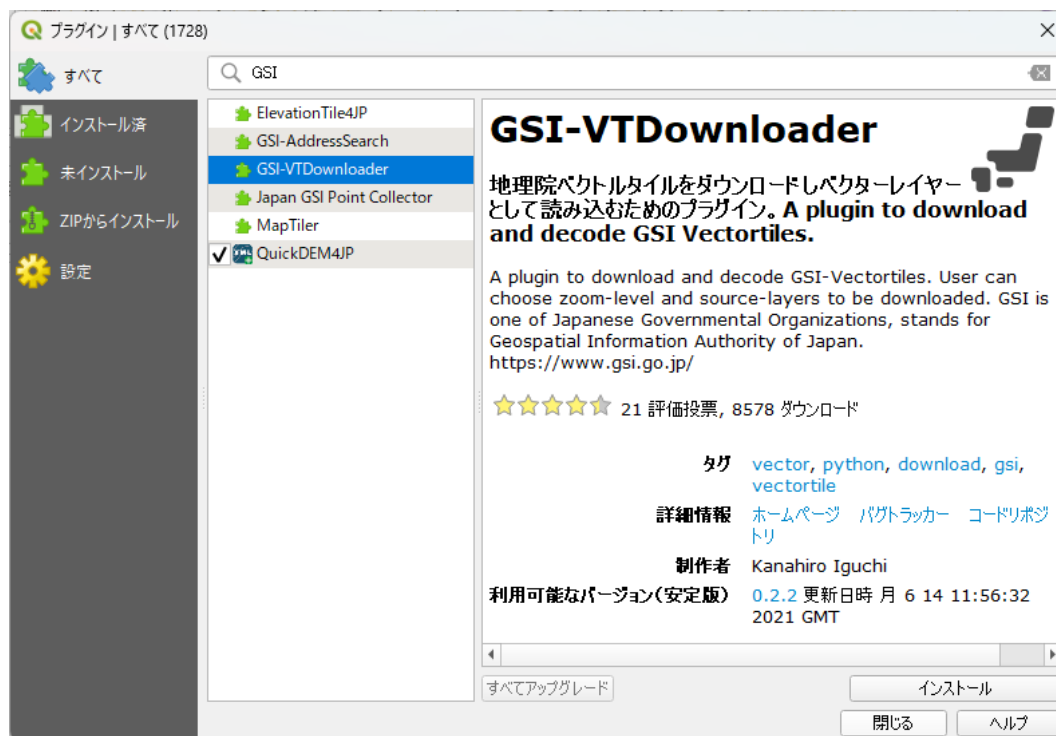 プラグイン | すべて (1728)
すべて
GSI
インストール済
未インストール
ZIPからインストール
設定
ElevationTile4JP
GSI-AddressSearch
GSI-VTDownloader
Japan GSI Point Collector
MapTiler
QuickDEM4JP
GSI-VTDownloader
地理院ベクトルタイルをダウンロードしベクターレイヤー
として読み込むためのプラグイン。A plugin to download
and decode GSI Vectortiles.
A plugin to download and decode GSI-Vectortiles. User can
choose zoom-level and source-layers to be downloaded. GSI is
one of Japanese Governmental Organizations, stands for
Geospatial Information Authority of Japan.
https://www.gsi.go.jp/
21 評価投票, 8578 ダウンロード
タグ vector, python, download, gsi,
vectortile
詳細情報 ホームページ バグトラッカー コードリポジ
トリ
制作者 Kanahiro Iguchi
利用可能なバージョン(安定版) 0.2.2 更新日時 月 6 14 11:56:32
2021 GMT
すべてアップグレード
インストール
閉じる
ヘルプ